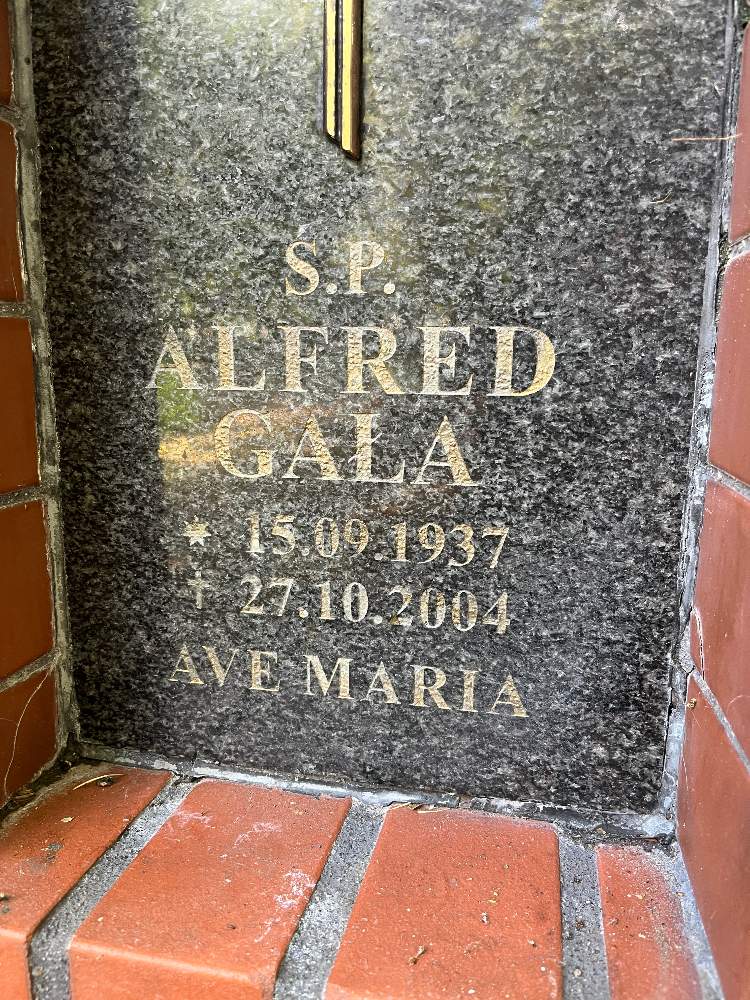 S.P.
ALFRED
GAŁA
* 15.09.1937
† 27.10.2004
AVE MARIA